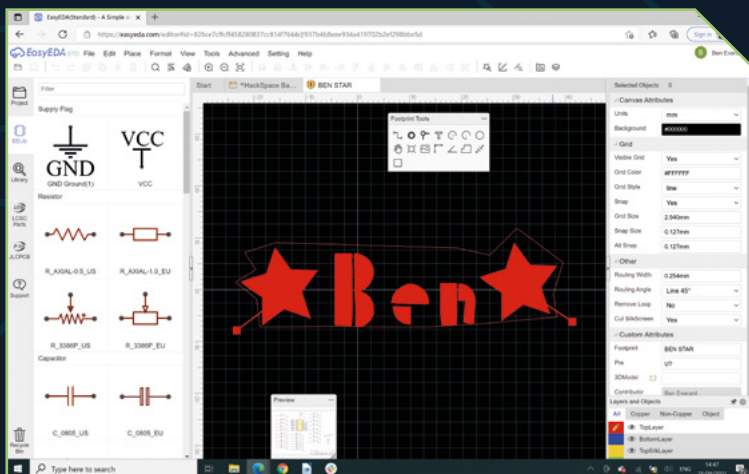 EasyEDA(Standard) - A Simple
https://easyeda.com/editor#id=
Sign in
EasyEDA STD File Edit Place Format View Tools Advanced Setting Help
Filter
Start *HackSpace Ba... BEN STAR
Project
EELib
Library
LCSC Parts
JLCPCB
Support
Recycle Bin
Supply Flag
GND
VCC
GND Ground(1) VCC
Resistor
R_AXIAL-0.5_US R_AXIAL-1.0_EU
R_3386P_US R_3386P_EU
Capacitor
C_0805_US C_0805_EU
Footprint Tools
Ben
Preview
Selected Objects 0
Canvas Attributes
Units mm
Background #000000
Grid
Visible Grid Yes
Grid Color #FFFFFF
Grid Style line
Snap Yes
Grid Size 2.540mm
Snap Size 0.127mm
Alt Snap 0.127mm
Other
Routing Width 0.254mm
Routing Angle Line 45°
Remove Loop No
Cut SilkScreen Yes
Custom Attributes
Footprint BEN STAR
Pre U?
3DModel
Contributor Ben Everard
Layers and Objects
All Copper Non-Copper Object
TopLayer
BottomLayer
TopSilkLayer
Type here to search
ENG
14:47